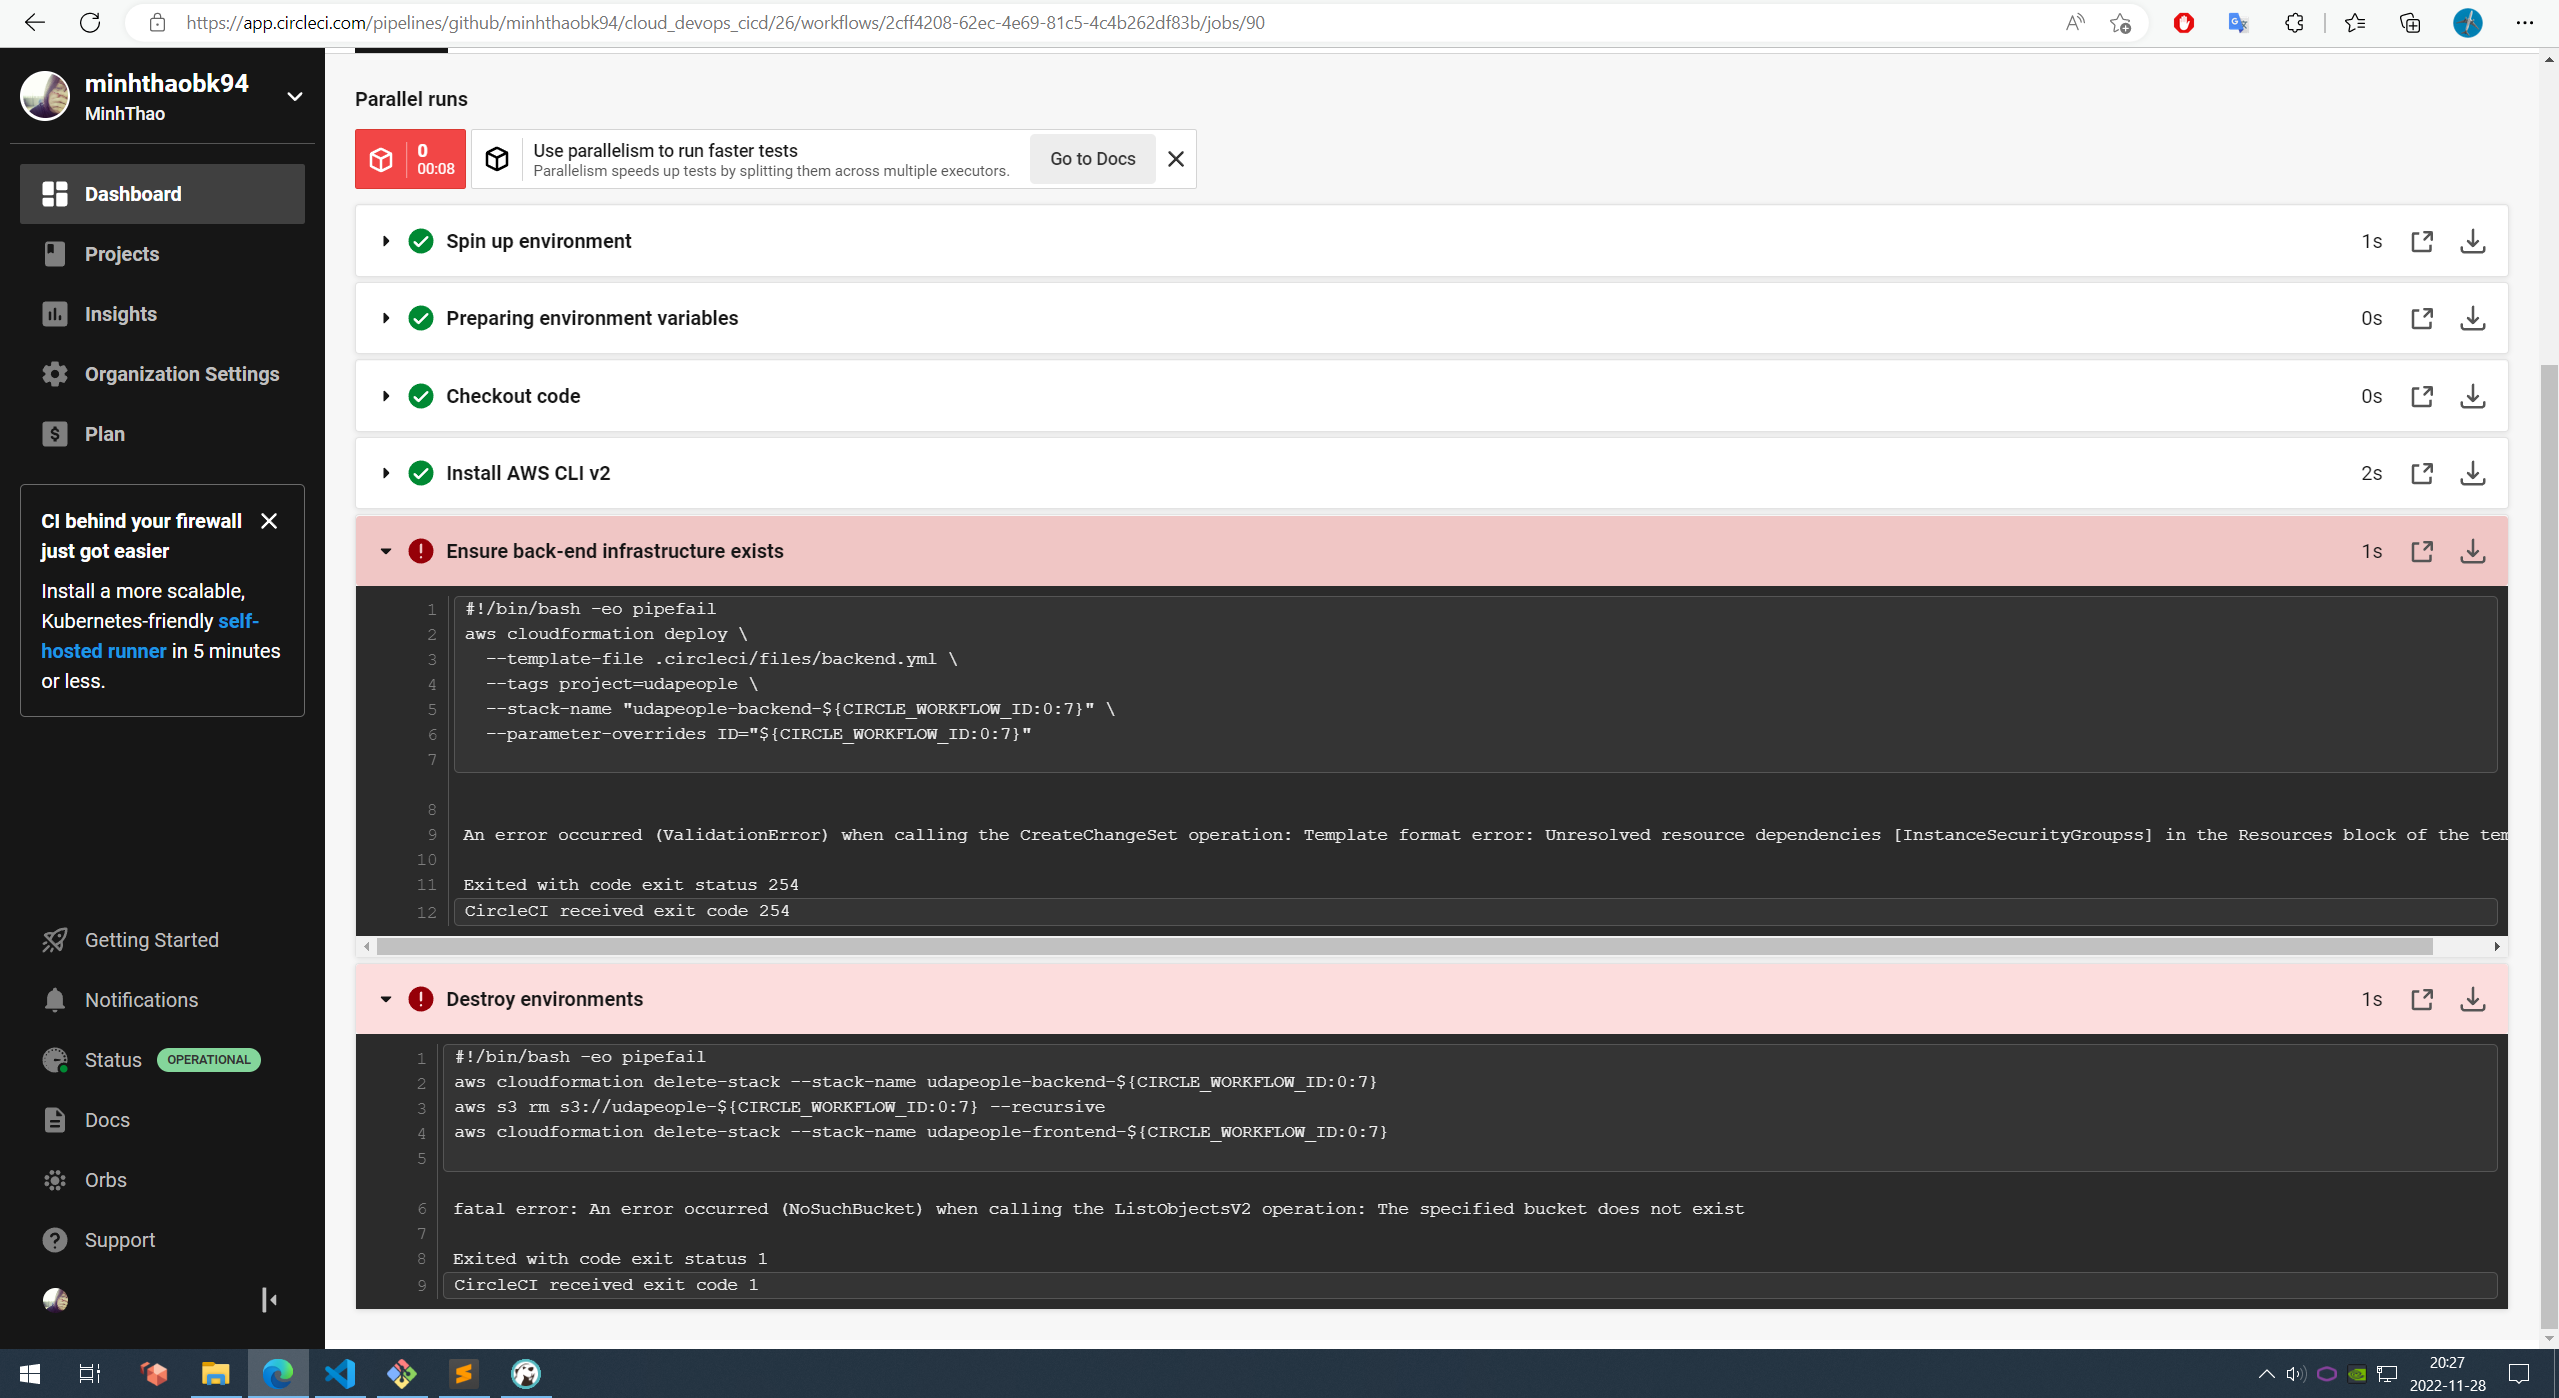 https://app.circleci.com/pipelines/github/minhthaobk94/cloud_devops_cicd/26/workflows/2cff4208-62ec-4e69-81c5-4c4b262df83b/jobs/90
minhthaobk94
MinhThao
Dashboard
Projects
Insights
Organization Settings
Plan
CI behind your firewall
just got easier
Install a more scalable,
Kubernetes-friendly self-
hosted runner in 5 minutes
or less.
Getting Started
Notifications
Status OPERATIONAL
Docs
Orbs
Support
Parallel runs
0
00:08
Use parallelism to run faster tests
Parallelism speeds up tests by splitting them across multiple executors.
Go to Docs
Spin up environment 1s
Preparing environment variables 0s
Checkout code 0s
Install AWS CLI v2 2s
Ensure back-end infrastructure exists 1s
1 #!/bin/bash -eo pipefail
2 aws cloudformation deploy \
3 --template-file .circleci/files/backend.yml \
4 --tags project=udapeople \
5 --stack-name "udapeople-backend-${CIRCLE_WORKFLOW_ID:0:7}" \
6 --parameter-overrides ID="${CIRCLE_WORKFLOW_ID:0:7}"
7
8
9 An error occurred (ValidationError) when calling the CreateChangeSet operation: Template format error: Unresolved resource dependencies [InstanceSecurityGroupss] in the Resources block of the tem
10
11 Exited with code exit status 254
12 CircleCI received exit code 254
Destroy environments 1s
1 #!/bin/bash -eo pipefail
2 aws cloudformation delete-stack --stack-name udapeople-backend-${CIRCLE_WORKFLOW_ID:0:7}
3 aws s3 rm s3://udapeople-${CIRCLE_WORKFLOW_ID:0:7} --recursive
4 aws cloudformation delete-stack --stack-name udapeople-frontend-${CIRCLE_WORKFLOW_ID:0:7}
5
6 fatal error: An error occurred (NoSuchBucket) when calling the ListObjectsV2 operation: The specified bucket does not exist
7
8 Exited with code exit status 1
9 CircleCI received exit code 1
20:27
2022-11-28